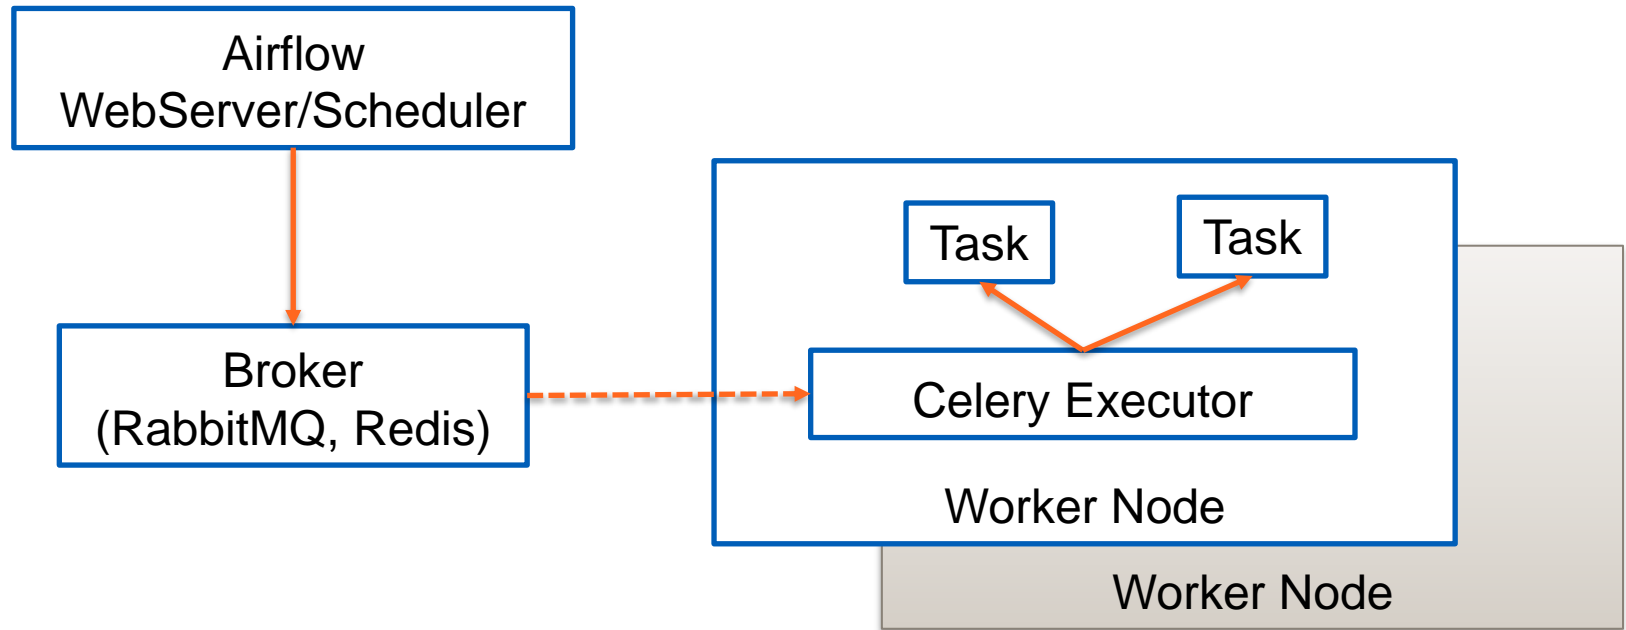 Airflow
WebServer/Scheduler
Task
Task
Broker
(RabbitMQ, Redis)
Celery Executor
Worker Node
Worker Node